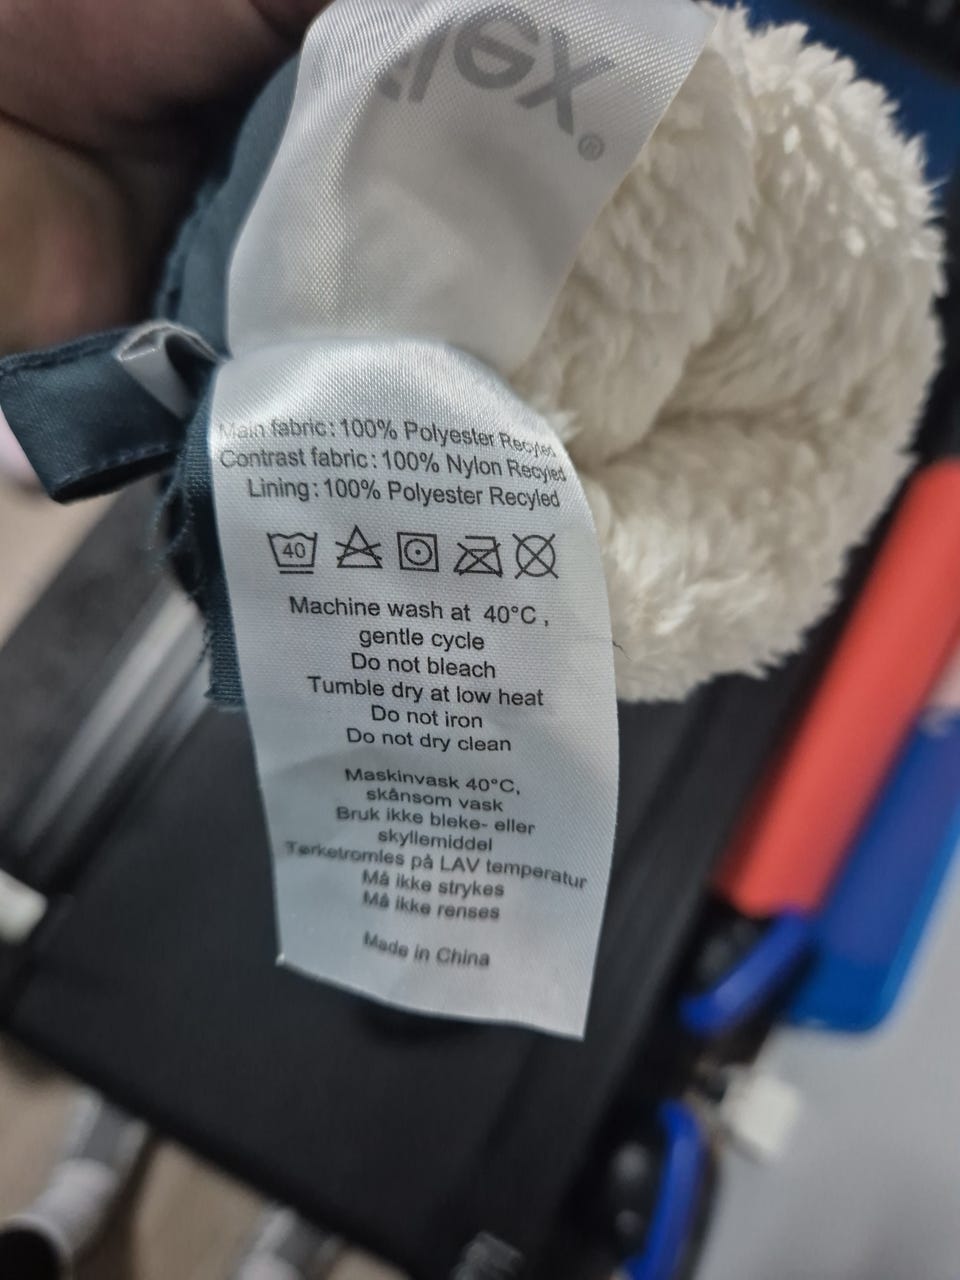 Main fabric: 100% Polyester Recyled
Contrast fabric: 100% Nylon Recyled
Lining: 100% Polyester Recyled
40
Machine wash at 40°C,
gentle cycle
Do not bleach
Tumble dry at low heat
Do not iron
Do not dry clean
Maskinvask 40°C,
skånsom vask
Bruk ikke bleke- eller
skyllemiddel
Tørketromles på LAV temperatur
Må ikke strykes
Må ikke renses
Made in China